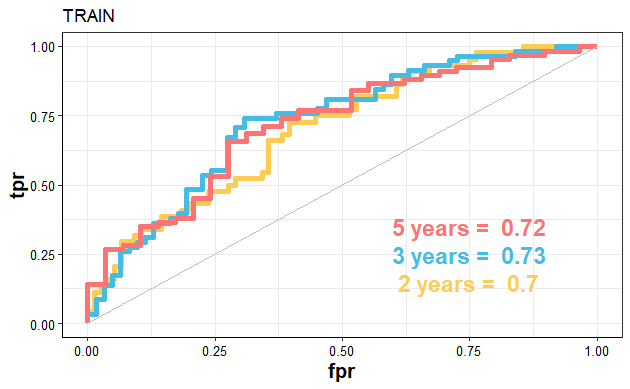 TRAIN
tpr
1.00
0.75
0.50
0.25
0.00
5 years = 0.72
3 years = 0.73
2 years = 0.7
0.00 0.25 0.50 0.75 1.00
fpr